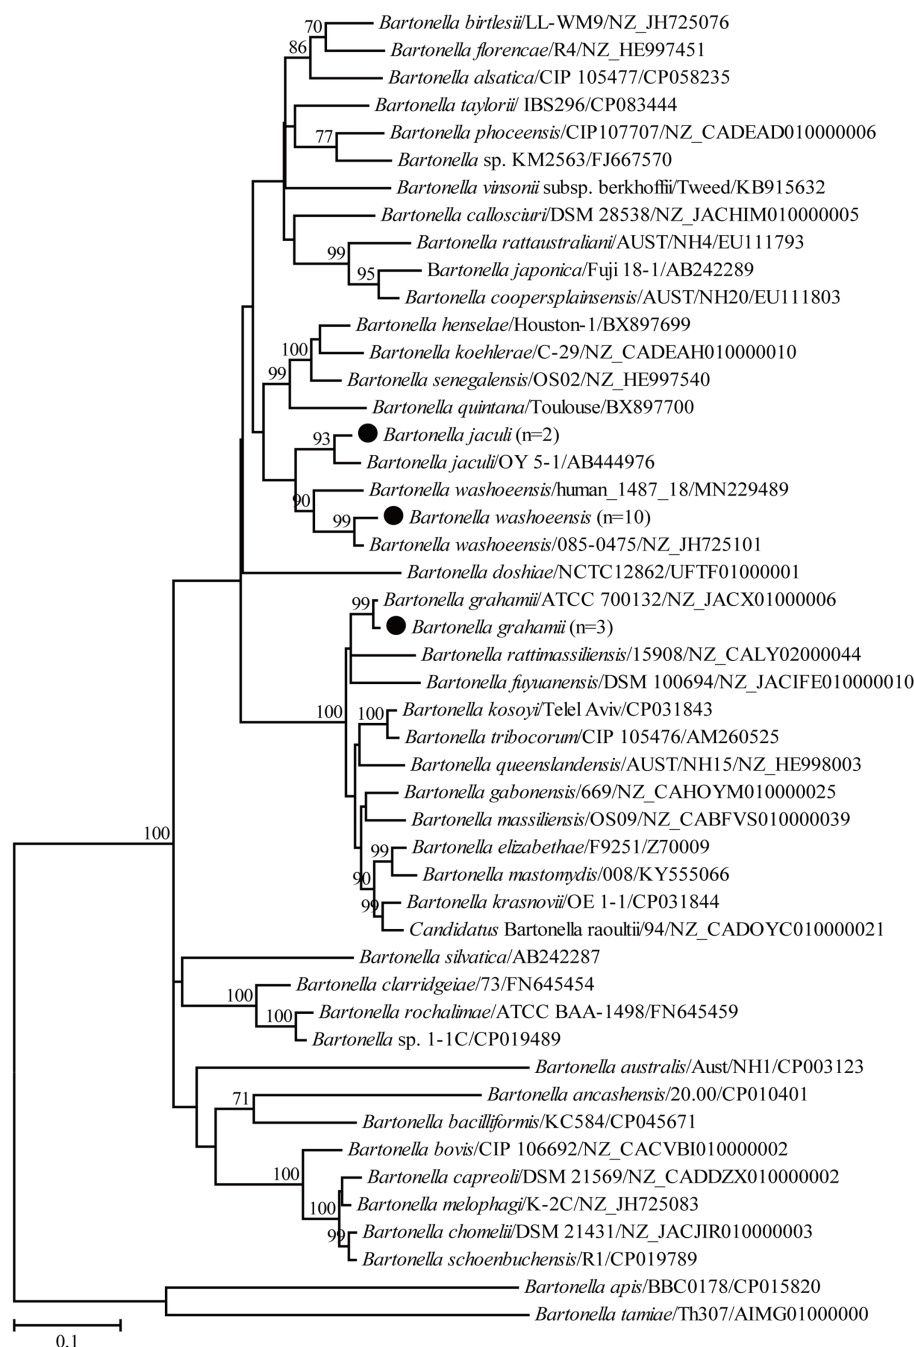 70
Bartonella birtlesii/LL-WM9/NZ_JH725076
86
Bartonella florencae/R4/NZ_HE997451
Bartonella alsatica/CIP 105477/CP058235
Bartonella taylorii/ IBS296/CP083444
77
Bartonella phoceensis/CIP107707/NZ_CADEAD010000006
Bartonella sp. KM2563/FJ667570
Bartonella vinsonii subsp. berkhoffii/Tweed/KB915632
Bartonella callosciuri/DSM 28538/NZ_JACHIM010000005
99
Bartonella rattaustraliani/AUST/NH4/EU111793
95
Bartonella japonica/Fuji 18-1/AB242289
Bartonella coopersplainsensis/AUST/NH20/EU111803
Bartonella henselae/Houston-1/BX897699
100
Bartonella koehlerae/C-29/NZ_CADEAH010000010
99
Bartonella senegalensis/OS02/NZ_HE997540
Bartonella quintana/Toulouse/BX897700
93
Bartonella jaculi (n=2)
Bartonella jaculi/OY 5-1/AB444976
90
Bartonella washoeensis/human_1487_18/MN229489
99
Bartonella washoeensis (n=10)
Bartonella washoeensis/085-0475/NZ_JH725101
Bartonella doshiae/NCTC12862/UFTF01000001
99
Bartonella grahamii/ATCC 700132/NZ_JACX01000006
Bartonella grahamii (n=3)
Bartonella rattimassiliensis/15908/NZ_CALY02000044
Bartonella fuyuanensis/DSM 100694/NZ_JACIFE010000010
100
100
Bartonella kosoyi/Telel Aviv/CP031843
Bartonella tribocorum/CIP 105476/AM260525
Bartonella queenslandensis/AUST/NH15/NZ_HE998003
Bartonella gabonensis/669/NZ_CAHOYM010000025
Bartonella massiliensis/OS09/NZ_CABFVS010000039
100
99
Bartonella elizabethae/F9251/Z70009
90
Bartonella mastomydis/008/KY555066
99
Bartonella krasnovii/OE 1-1/CP031844
Candidatus Bartonella raoultii/94/NZ_CADOYC010000021
Bartonella silvatica/AB242287
100
Bartonella clarridgeiae/73/FN645454
100
Bartonella rochalimae/ATCC BAA-1498/FN645459
Bartonella sp. 1-1C/CP019489
Bartonella australis/Aust/NH1/CP003123
71
Bartonella ancashensis/20.00/CP010401
Bartonella bacilliformis/KC584/CP045671
Bartonella bovis/CIP 106692/NZ_CACVBI010000002
100
Bartonella capreoli/DSM 21569/NZ_CADDZX010000002
100
Bartonella melophagi/K-2C/NZ_JH725083
99
Bartonella chomelii/DSM 21431/NZ_JACJIR010000003
Bartonella schoenbuchensis/R1/CP019789
Bartonella apis/BBC0178/CP015820
Bartonella tamiae/Th307/AIMG01000000
0.1